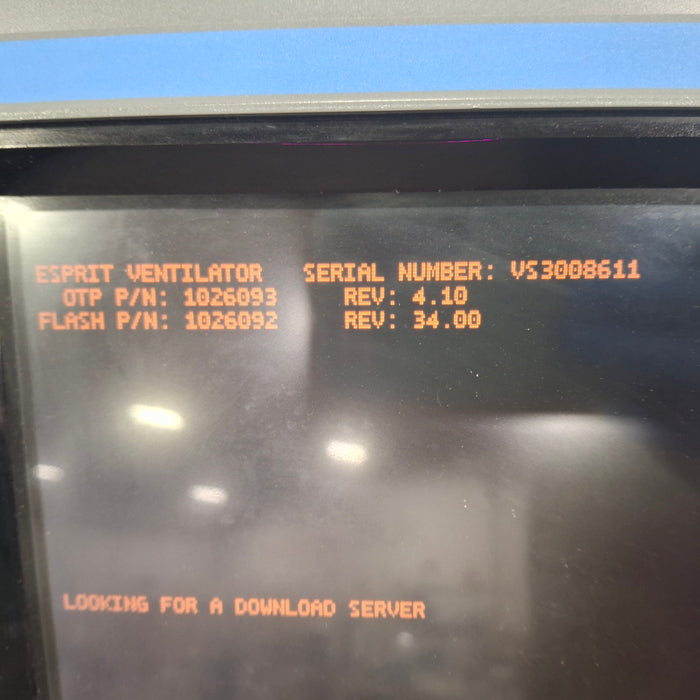 ESPRIT VENTILATOR SERIAL NUMBER: VS3008611
OTP P/N: 1026093 REV: 4.10
FLASH P/N: 1026092 REV: 34.00
LOOKING FOR A DOWNLOAD SERVER